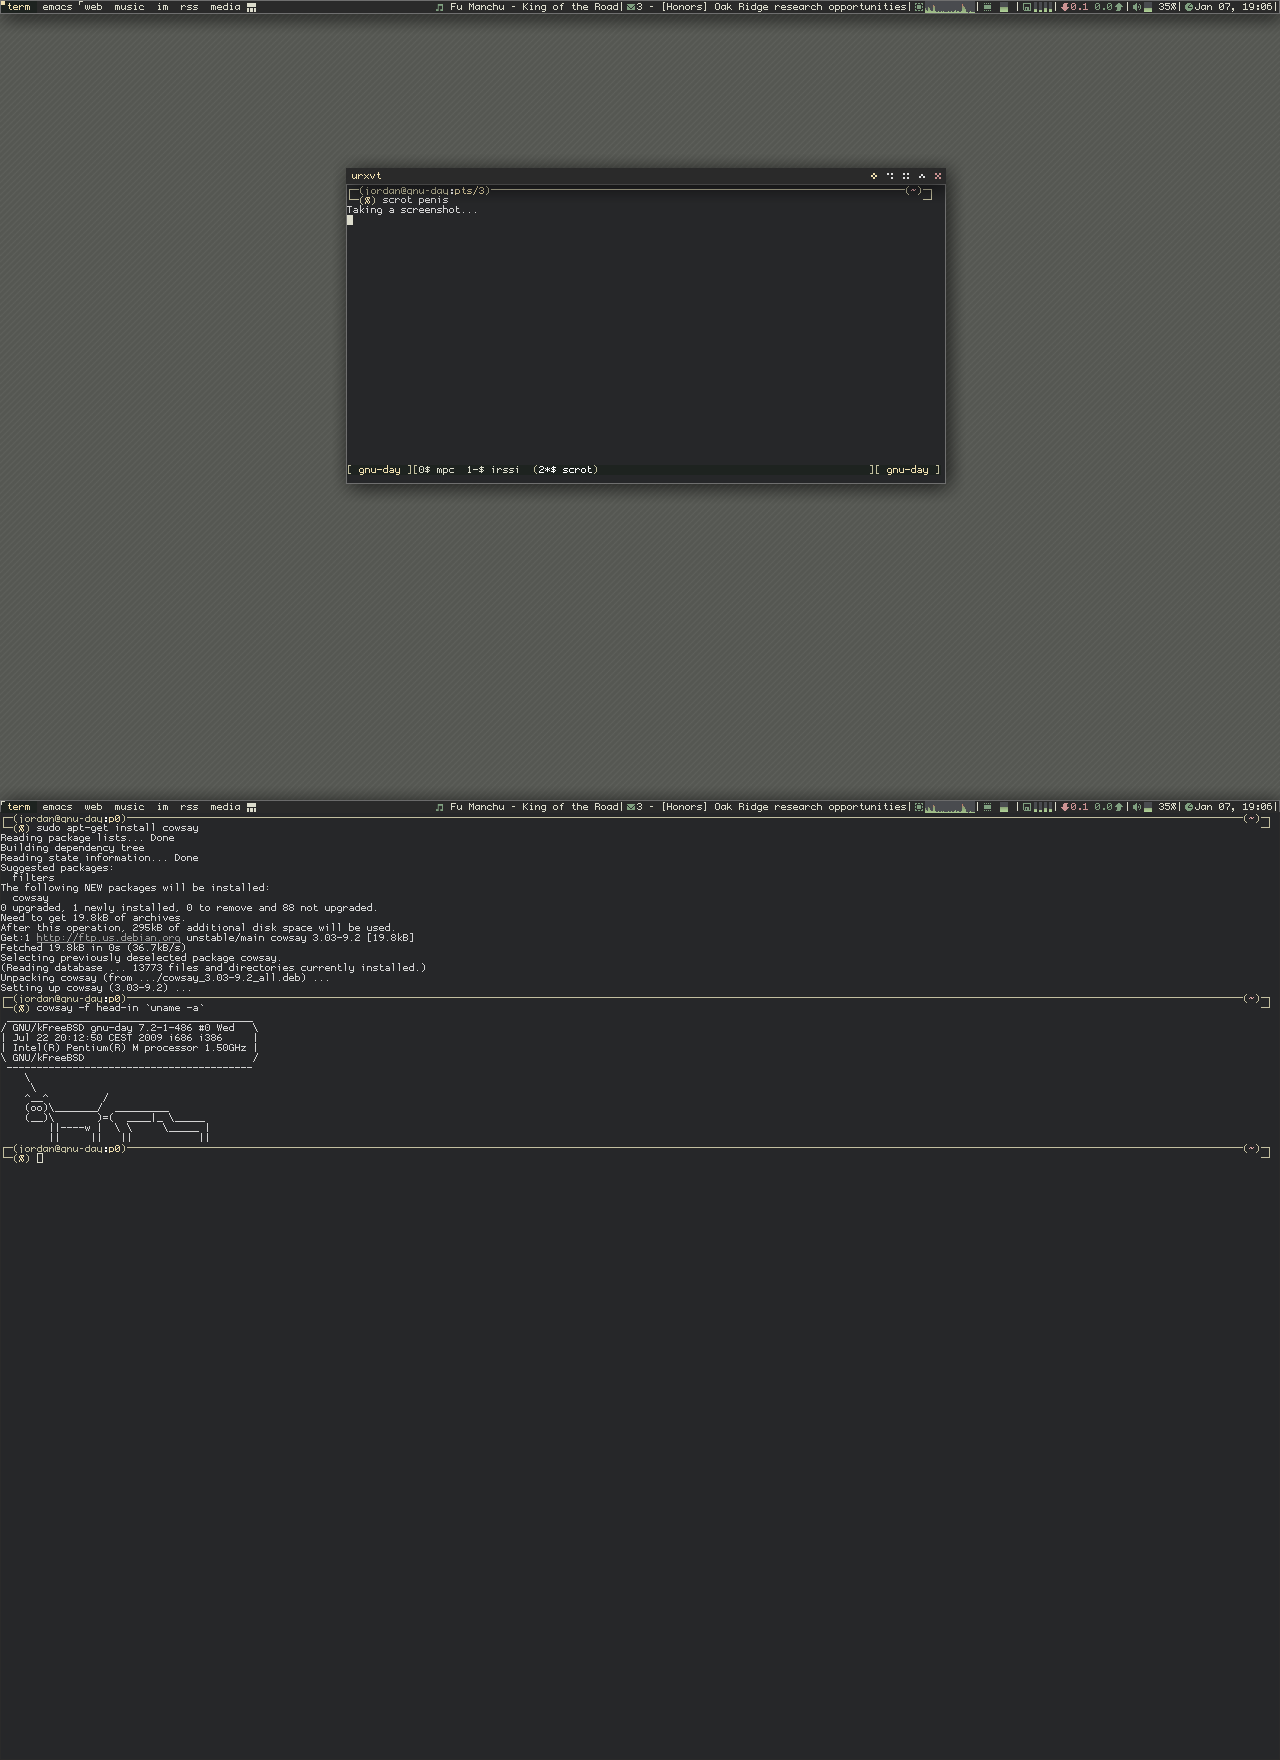 term emacs web music im rss media Fu Manchu - King of the Road| 3 - [Honors] Oak Ridge research opportunities| | | |0.1 0.0 | 35%| Jan 07, 19:06|
urxvt
(jordan@gnu-day:pts/3) (~)
(%) scrot penis
Taking a screenshot...
[ gnu-day ][0$ mpc 1-$ irssi (2*$ scrot) ][ gnu-day ]
term emacs web music im rss media Fu Manchu - King of the Road| 3 - [Honors] Oak Ridge research opportunities| | | |0.1 0.0 | 35%| Jan 07, 19:06|
(jordan@gnu-day:p0) (~)
(%) sudo apt-get install cowsay
Reading package lists... Done
Building dependency tree
Reading state information... Done
Suggested packages:
filters
The following NEW packages will be installed:
cowsay
0 upgraded, 1 newly installed, 0 to remove and 88 not upgraded.
Need to get 19.8kB of archives.
After this operation, 295kB of additional disk space will be used.
Get:1 http://ftp.us.debian.org unstable/main cowsay 3.03-9.2 [19.8kB]
Fetched 19.8kB in 0s (36.7kB/s)
Selecting previously deselected package cowsay.
(Reading database ... 13773 files and directories currently installed.)
Unpacking cowsay (from .../cowsay_3.03-9.2_all.deb) ...
Setting up cowsay (3.03-9.2) ...
(jordan@gnu-day:p0) (~)
(%) cowsay -f head-in `uname -a`
/ GNU/kFreeBSD gnu-day 7.2-1-486 #0 Wed \
| Jul 22 20:12:50 CEST 2009 i686 i386 |
| Intel(R) Pentium(R) M processor 1.50GHz |
\ GNU/kFreeBSD /
(jordan@gnu-day:p0) (~)
(%)